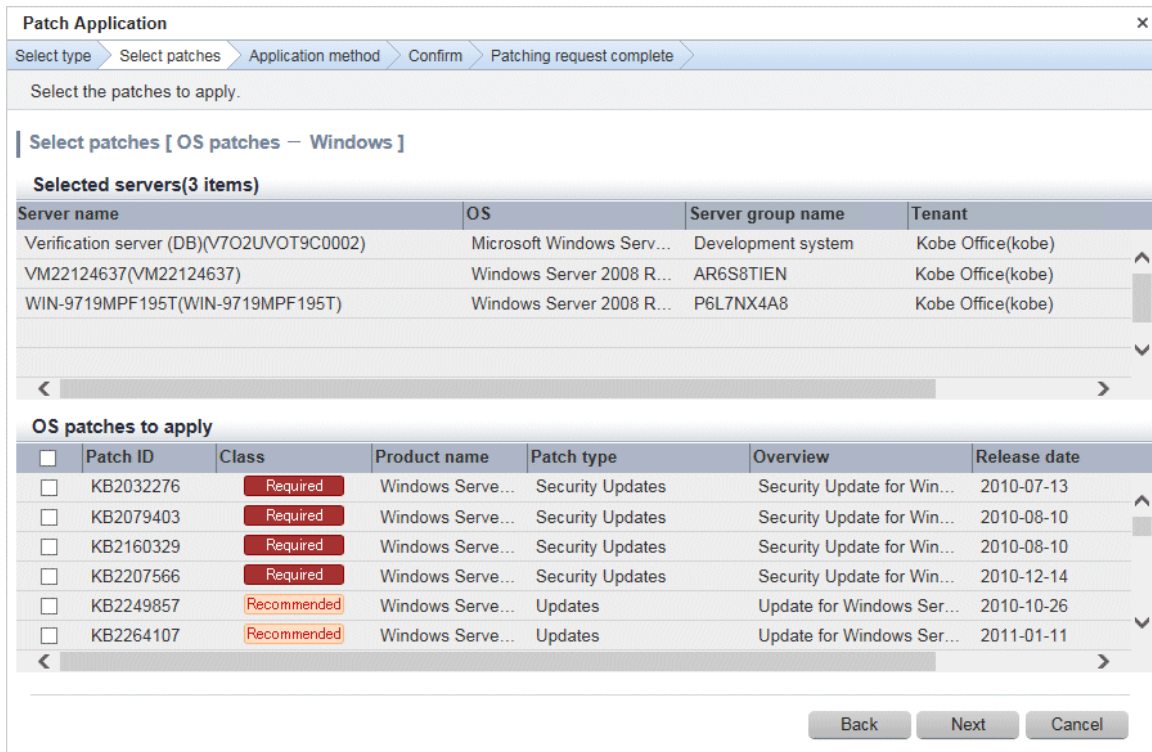 Patch Application ×
Select type Select patches Application method Confirm Patching request complete
Select the patches to apply.
Select patches [ OS patches － Windows ]
Selected servers(3 items)
Server name OS Server group name Tenant
Verification server (DB)(V7O2UVOT9C0002) Microsoft Windows Serv... Development system Kobe Office(kobe)
VM22124637(VM22124637) Windows Server 2008 R... AR6S8TIEN Kobe Office(kobe)
WIN-9719MPF195T(WIN-9719MPF195T) Windows Server 2008 R... P6L7NX4A8 Kobe Office(kobe)
OS patches to apply
Patch ID Class Product name Patch type Overview Release date
KB2032276 Required Windows Serve... Security Updates Security Update for Win... 2010-07-13
KB2079403 Required Windows Serve... Security Updates Security Update for Win... 2010-08-10
KB2160329 Required Windows Serve... Security Updates Security Update for Win... 2010-08-10
KB2207566 Required Windows Serve... Security Updates Security Update for Win... 2010-12-14
KB2249857 Recommended Windows Serve... Updates Update for Windows Ser... 2010-10-26
KB2264107 Recommended Windows Serve... Updates Update for Windows Ser... 2011-01-11
Back Next Cancel